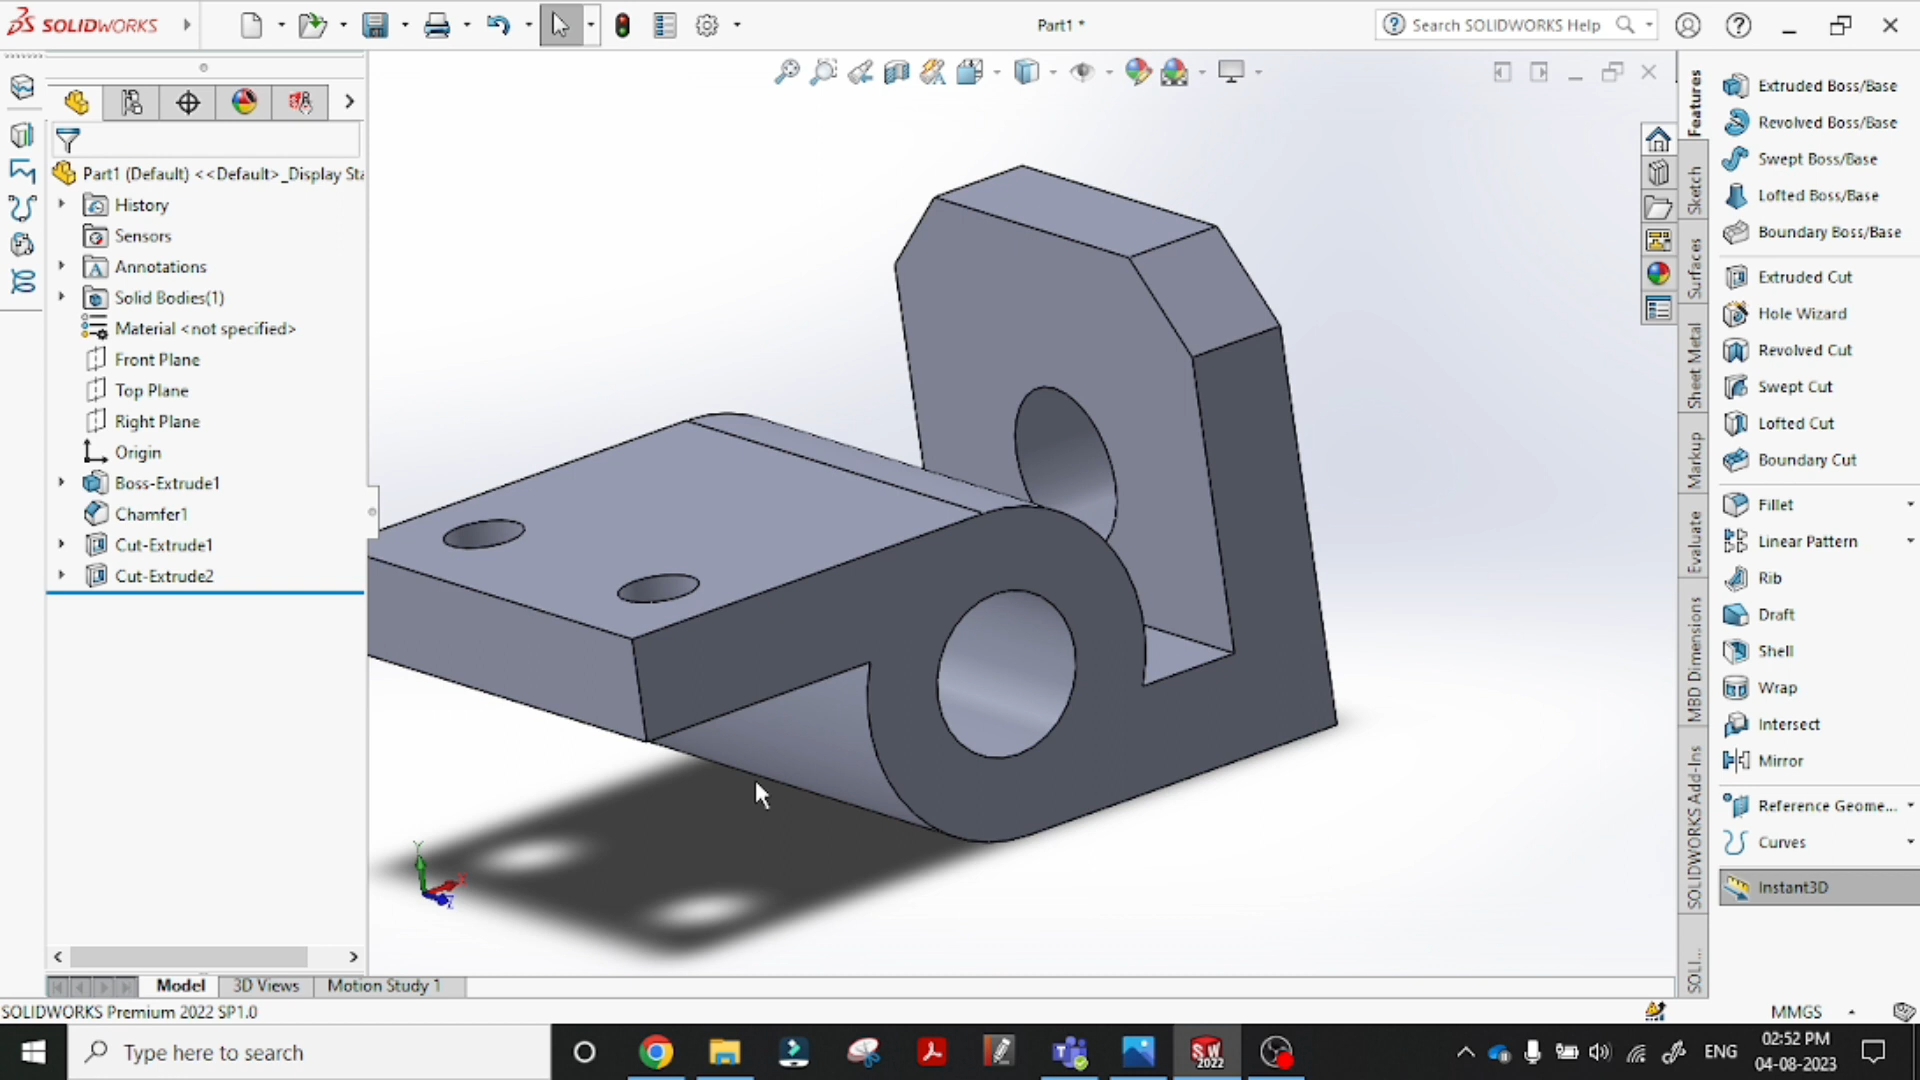 SOLIDWORKS
Part1 *
Search SOLIDWORKS Help
Part1 (Default) <<Default>_Display Sta
History
Sensors
Annotations
Solid Bodies(1)
Material <not specified>
Front Plane
Top Plane
Right Plane
Origin
Boss-Extrude1
Chamfer1
Cut-Extrude1
Cut-Extrude2
Y
X
Z
Features
Sketch
Surfaces
Sheet Metal
Markup
Evaluate
MBD Dimensions
SOLIDWORKS Add-Ins
SOLI...
Extruded Boss/Base
Revolved Boss/Base
Swept Boss/Base
Lofted Boss/Base
Boundary Boss/Base
Extruded Cut
Hole Wizard
Revolved Cut
Swept Cut
Lofted Cut
Boundary Cut
Fillet
Linear Pattern
Rib
Draft
Shell
Wrap
Intersect
Mirror
Reference Geome...
Curves
Instant3D
Model
3D Views
Motion Study 1
SOLIDWORKS Premium 2022 SP1.0
MMGS
Type here to search
SW
2022
ENG
02:52 PM
04-08-2023